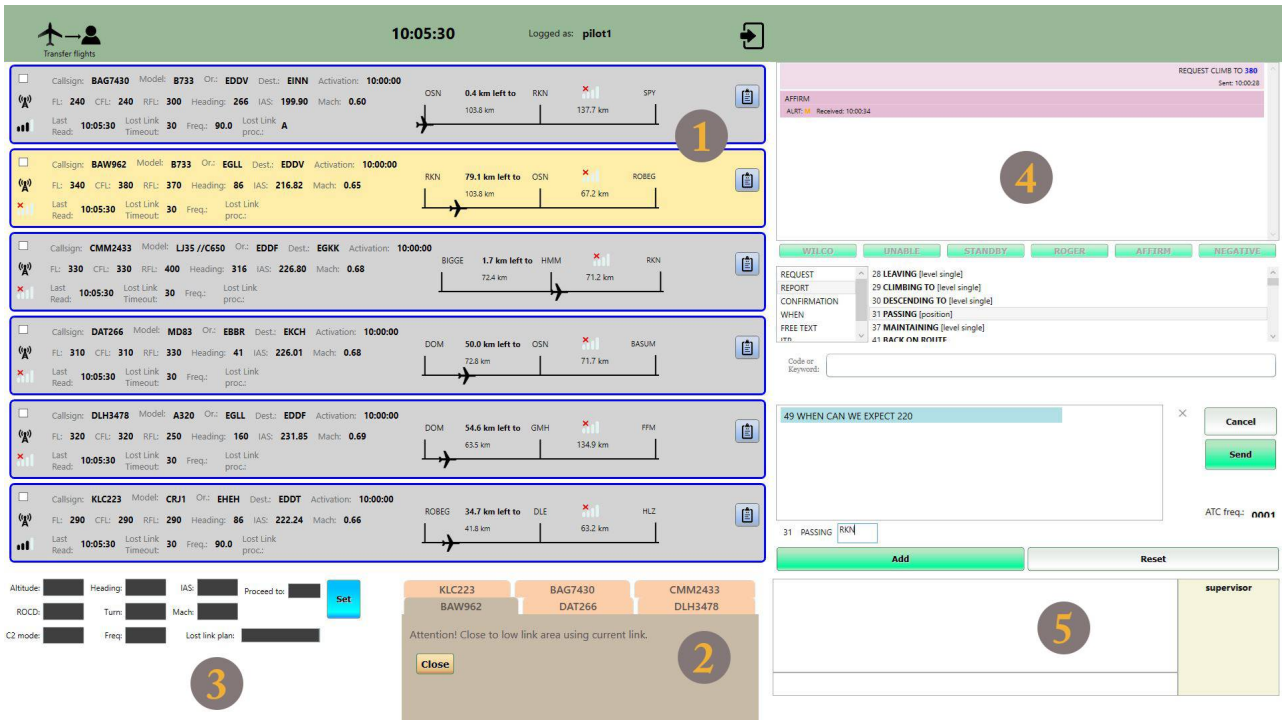 10:05:30 Logged as: pilot1
Transfer flights
Callsign: BAG7430 Model: B733 Or.: EDDV Dest.: EINN Activation: 10:00:00
FL: 240 CFL: 240 RFL: 300 Heading: 266 IAS: 199.90 Mach: 0.60
Last Read: 10:05:30 Lost Link Timeout: 30 Freq.: 90.0 Lost Link proc.: A
OSN 0.4 km left to RKN SPY
103.8 km 137.7 km
1
Callsign: BAW962 Model: B733 Or.: EGLL Dest.: EDDV Activation: 10:00:00
FL: 340 CFL: 380 RFL: 370 Heading: 86 IAS: 216.82 Mach: 0.65
Last Read: 10:05:30 Lost Link Timeout: 30 Freq.: Lost Link proc.:
RKN 79.1 km left to OSN ROBEG
103.8 km 67.2 km
Callsign: CMM2433 Model: LJ35 //C650 Or.: EDDF Dest.: EGKK Activation: 10:00:00
FL: 330 CFL: 330 RFL: 400 Heading: 316 IAS: 226.80 Mach: 0.68
Last Read: 10:05:30 Lost Link Timeout: 30 Freq.: Lost Link proc.:
BIGGE 1.7 km left to HMM RKN
72.4 km 71.2 km
Callsign: DAT266 Model: MD83 Or.: EBBR Dest.: EKCH Activation: 10:00:00
FL: 310 CFL: 310 RFL: 330 Heading: 41 IAS: 226.01 Mach: 0.68
Last Read: 10:05:30 Lost Link Timeout: 30 Freq.: Lost Link proc.:
DOM 50.0 km left to OSN BASUM
72.8 km 71.7 km
Callsign: DLH3478 Model: A320 Or.: EGLL Dest.: EDDF Activation: 10:00:00
FL: 320 CFL: 320 RFL: 250 Heading: 160 IAS: 231.85 Mach: 0.69
Last Read: 10:05:30 Lost Link Timeout: 30 Freq.: Lost Link proc.:
DOM 54.6 km left to GMH FFM
63.5 km 134.9 km
Callsign: KLC223 Model: CRJ1 Or.: EHEH Dest.: EDDT Activation: 10:00:00
FL: 290 CFL: 290 RFL: 290 Heading: 86 IAS: 222.24 Mach: 0.66
Last Read: 10:05:30 Lost Link Timeout: 30 Freq.: 90.0 Lost Link proc.:
ROBEG 34.7 km left to DLE HLZ
41.8 km 63.2 km
Altitude: Heading: IAS: Proceed to: Set
ROCD: Turn: Mach:
C2 mode: Freq: Lost link plan:
3
KLC223 BAG7430 CMM2433
BAW962 DAT266 DLH3478
Attention! Close to low link area using current link.
Close
2
REQUEST CLIMB TO 380
Sent: 10:00:28
AFFIRM
ALRT: M Received: 10:00:34
4
WILCO UNABLE STANDBY ROGER AFFIRM NEGATIVE
REQUEST
REPORT
CONFIRMATION
WHEN
FREE TEXT
ITP
28 LEAVING [level single]
29 CLIMBING TO [level single]
30 DESCENDING TO [level single]
31 PASSING [position]
37 MAINTAINING [level single]
41 BACK ON ROUTE
Code or Keyword:
49 WHEN CAN WE EXPECT 220
Cancel
Send
ATC freq.: 0001
31 PASSING RKN
Add Reset
supervisor
5